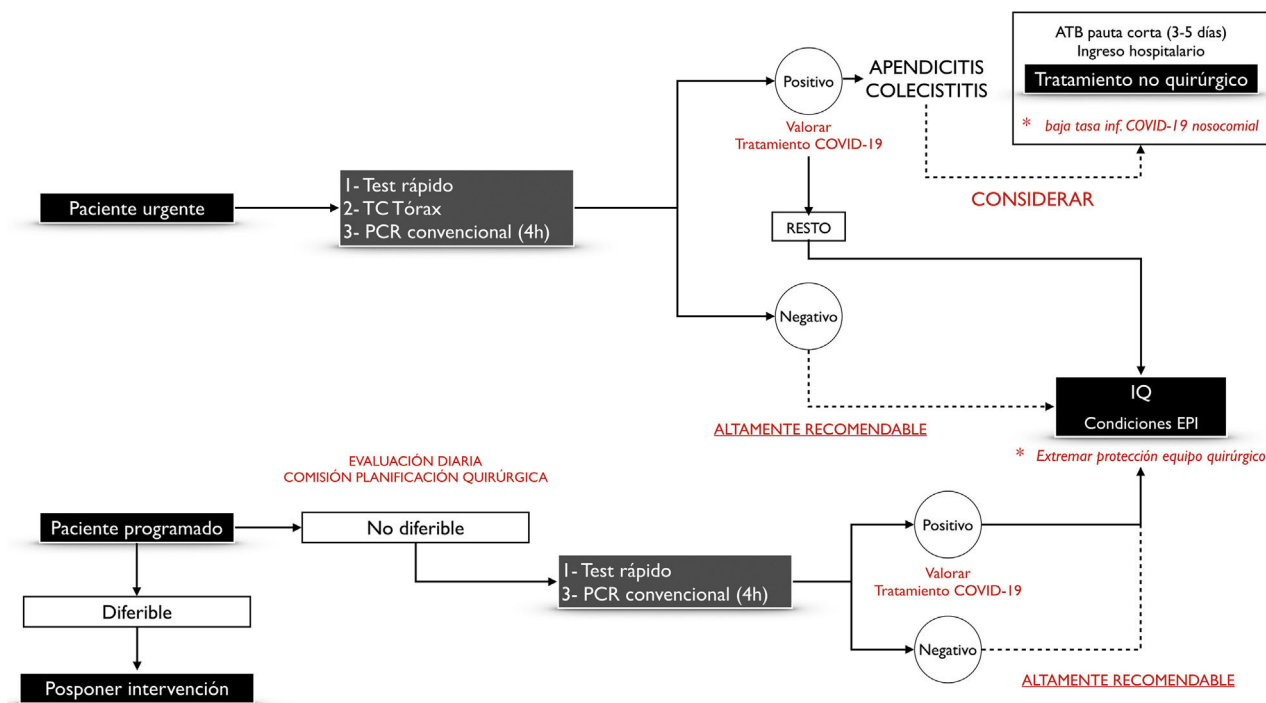 ATB pauta corta (3-5 días)
Ingreso hospitalario
Tratamiento no quirúrgico
* baja tasa inf. COVID-19 nosocomial
Positivo
APENDICITIS
COLECISTITIS
Valorar
Tratamiento COVID-19
CONSIDERAR
Paciente urgente
1- Test rápido
2- TC Tórax
3- PCR convencional (4h)
RESTO
Negativo
ALTAMENTE RECOMENDABLE
IQ
Condiciones EPI
* Extremar protección equipo quirúrgico
EVALUACIÓN DIARIA
COMISIÓN PLANIFICACIÓN QUIRÚRGICA
Paciente programado
No diferible
1- Test rápido
3- PCR convencional (4h)
Positivo
Valorar
Tratamiento COVID-19
Negativo
ALTAMENTE RECOMENDABLE
Diferible
Posponer intervención